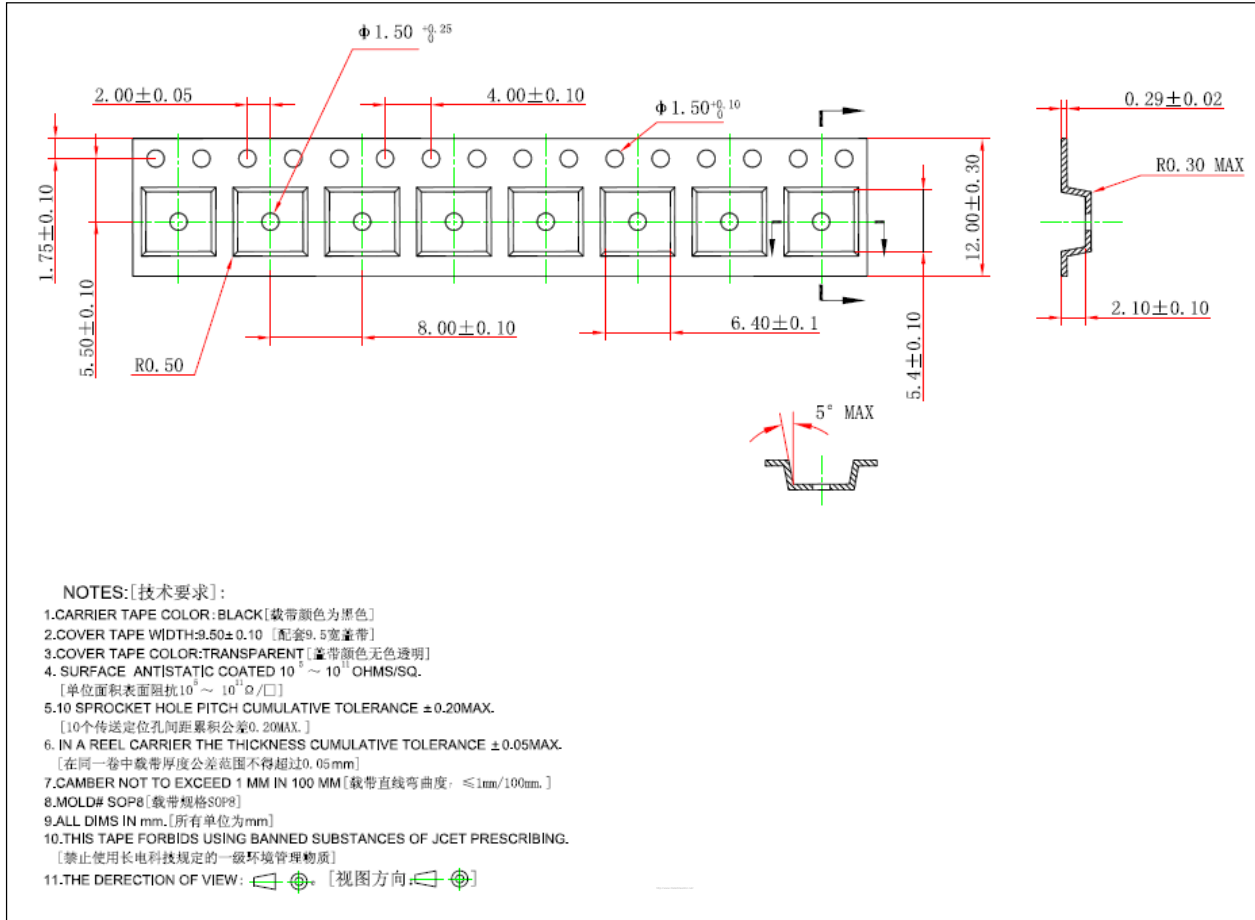 ϕ1.50 +0.25 0
2.00±0.05
4.00±0.10
ϕ1.50+0.10 0
0.29±0.02
R0.30 MAX
1.75±0.10
5.50±0.10
12.00±0.30
8.00±0.10
6.40±0.1
5.4±0.10
2.10±0.10
R0.50
5° MAX
NOTES:[技术要求]:
1.CARRIER TAPE COLOR:BLACK[载带颜色为黑色]
2.COVER TAPE WIDTH:9.50±0.10 [配套9.5宽盖带]
3.COVER TAPE COLOR:TRANSPARENT[盖带颜色无色透明]
4. SURFACE ANTISTATIC COATED 10⁵～10¹¹ OHMS/SQ.
[单位面积表面阻抗10⁵～ 10¹¹Ω/□]
5.10 SPROCKET HOLE PITCH CUMULATIVE TOLERANCE ±0.20MAX.
[10个传送定位孔间距累积公差0.20MAX.]
6. IN A REEL CARRIER THE THICKNESS CUMULATIVE TOLERANCE ±0.05MAX.
[在同一卷中载带厚度公差范围不得超过0.05mm]
7.CAMBER NOT TO EXCEED 1 MM IN 100 MM[载带直线弯曲度: ≤1mm/100mm.]
8.MOLD# SOP8[载带规格SOP8]
9.ALL DIMS IN mm.[所有单位为mm]
10.THIS TAPE FORBIDS USING BANNED SUBSTANCES OF JCET PRESCRIBING.
[禁止使用长电科技规定的一级环境管理物质]
11.THE DERECTION OF VIEW: [视图方向: ]